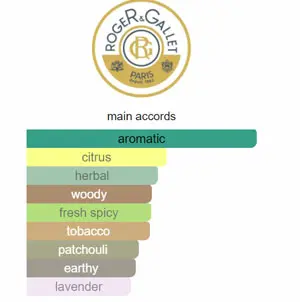 ROGER & GALLET
RG
PARIS
depuis 1862
main accords
aromatic
citrus
herbal
woody
fresh spicy
tobacco
patchouli
earthy
lavender